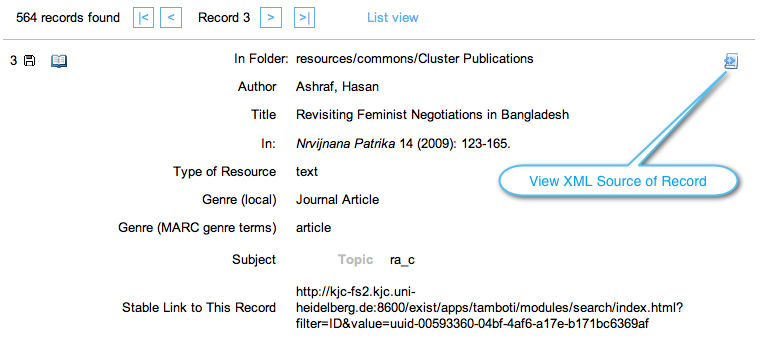 564 records found |< < Record 3 > >| List view
3 In Folder: resources/commons/Cluster Publications
Author Ashraf, Hasan
Title Revisiting Feminist Negotiations in Bangladesh
In: Nrvijnana Patrika 14 (2009): 123-165.
Type of Resource text
View XML Source of Record
Genre (local) Journal Article
Genre (MARC genre terms) article
Subject Topic ra_c
Stable Link to This Record http://kjc-fs2.kjc.uni-
heidelberg.de:8600/exist/apps/tamboti/modules/search/index.html?
filter=ID&value=uuid-00593360-04bf-4af6-a17e-b171bc6369af